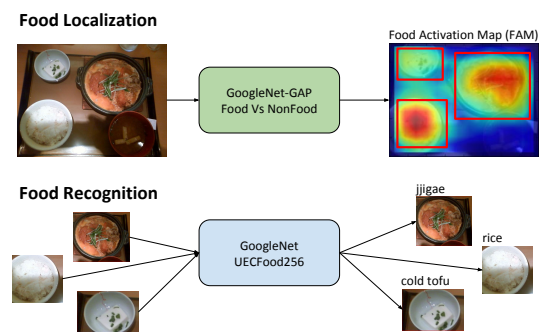 Food Localization
Food Activation Map (FAM)
GoogleNet-GAP
Food Vs NonFood
Food Recognition
jjigae
GoogleNet
UECFood256
rice
cold tofu